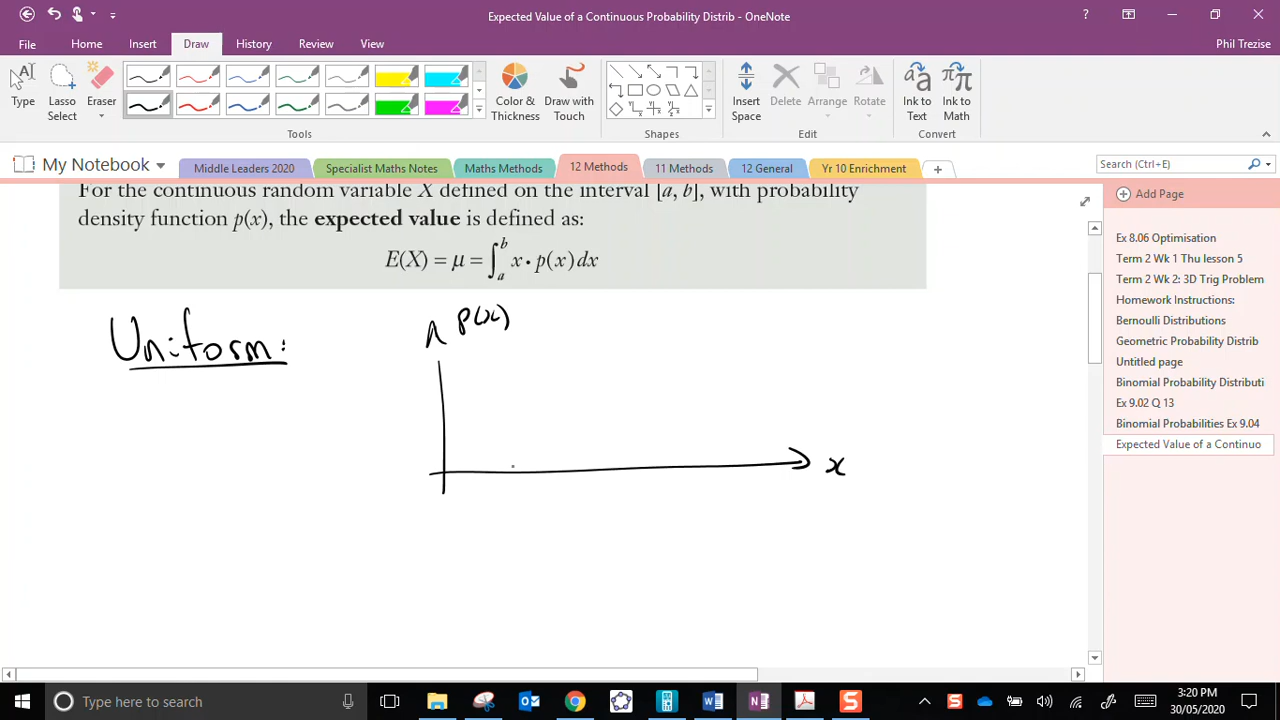 Expected Value of a Continuous Probability Distrib - OneNote
File Home Insert Draw History Review View
Phil Trezise
Type
Lasso Select
Eraser
Color & Thickness
Draw with Touch
Insert Space
Delete
Arrange
Rotate
Ink to Text
Ink to Math
Tools
Shapes
Edit
Convert
My Notebook
Middle Leaders 2020
Specialist Maths Notes
Maths Methods
12 Methods
11 Methods
12 General
Yr 10 Enrichment
Search (Ctrl+E)
For the continuous random variable X defined on the interval [a, b], with probability
density function p(x), the expected value is defined as:
E(X) = μ = ∫_a^b x • p(x) dx
Uniform:
p(x)
x
Add Page
Ex 8.06 Optimisation
Term 2 Wk 1 Thu lesson 5
Term 2 Wk 2: 3D Trig Problem
Homework Instructions:
Bernoulli Distributions
Geometric Probability Distrib
Untitled page
Binomial Probability Distributi
Ex 9.02 Q 13
Binomial Probabilities Ex 9.04
Expected Value of a Continuo
Type here to search
3:20 PM
30/05/2020